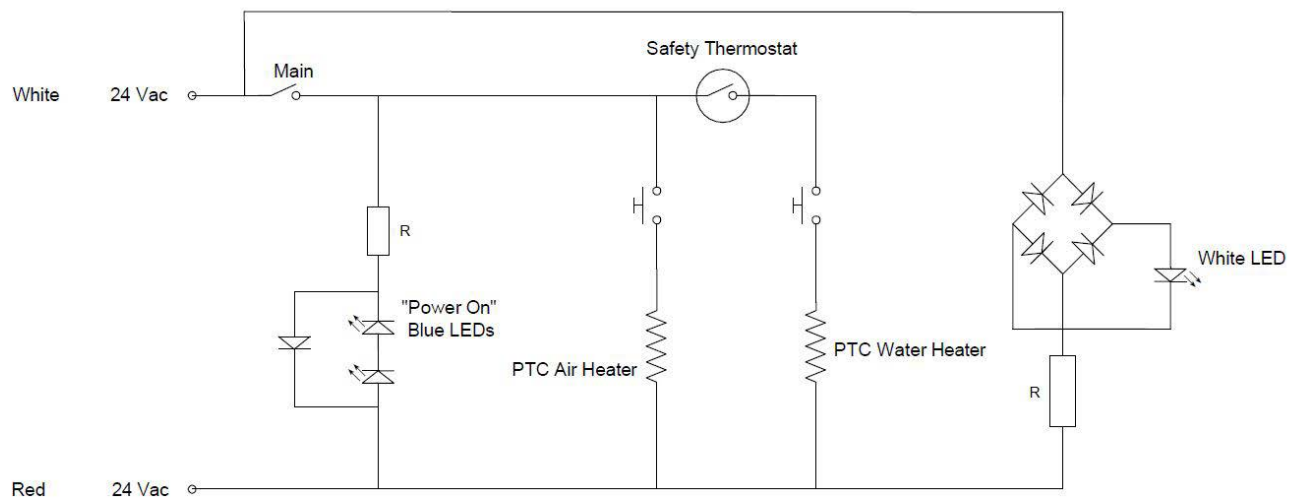 Safety Thermostat
Main
White 24 Vac
R
White LED
"Power On"
Blue LEDs
PTC Air Heater
PTC Water Heater
R
Red 24 Vac